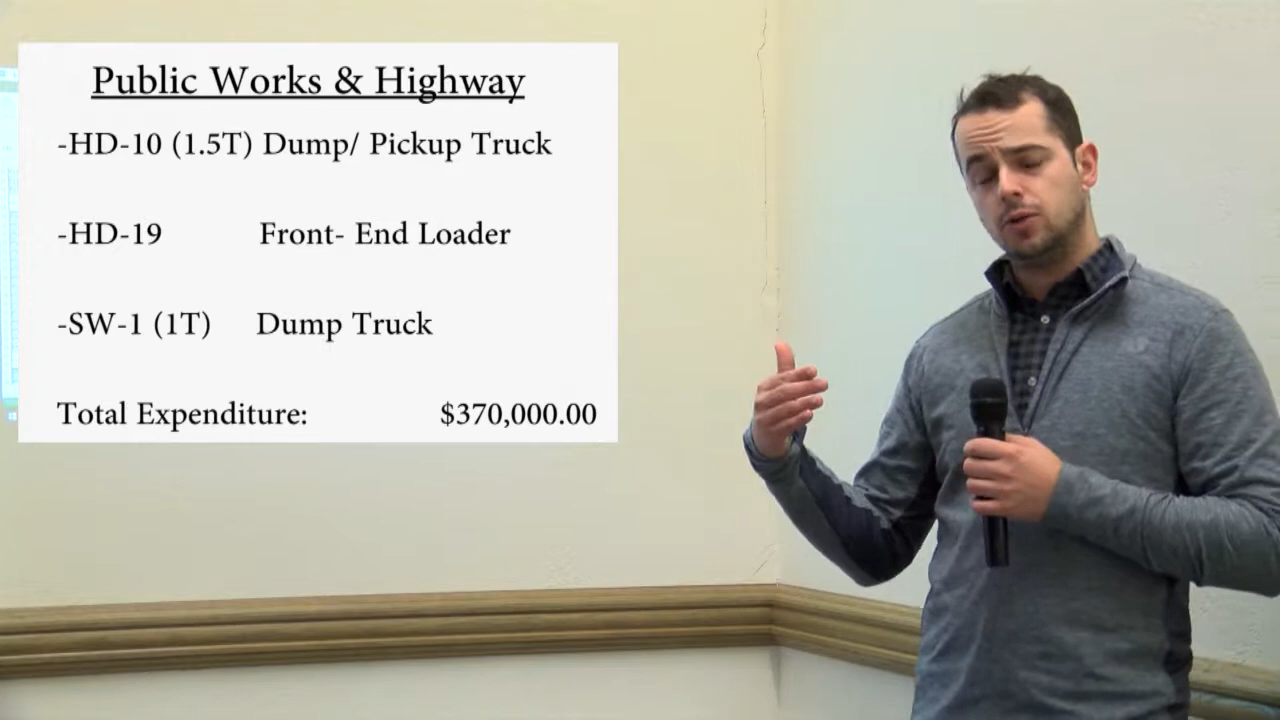 Public Works & Highway
-HD-10 (1.5T) Dump/ Pickup Truck
-HD-19 Front- End Loader
-SW-1 (1T) Dump Truck
Total Expenditure: $370,000.00